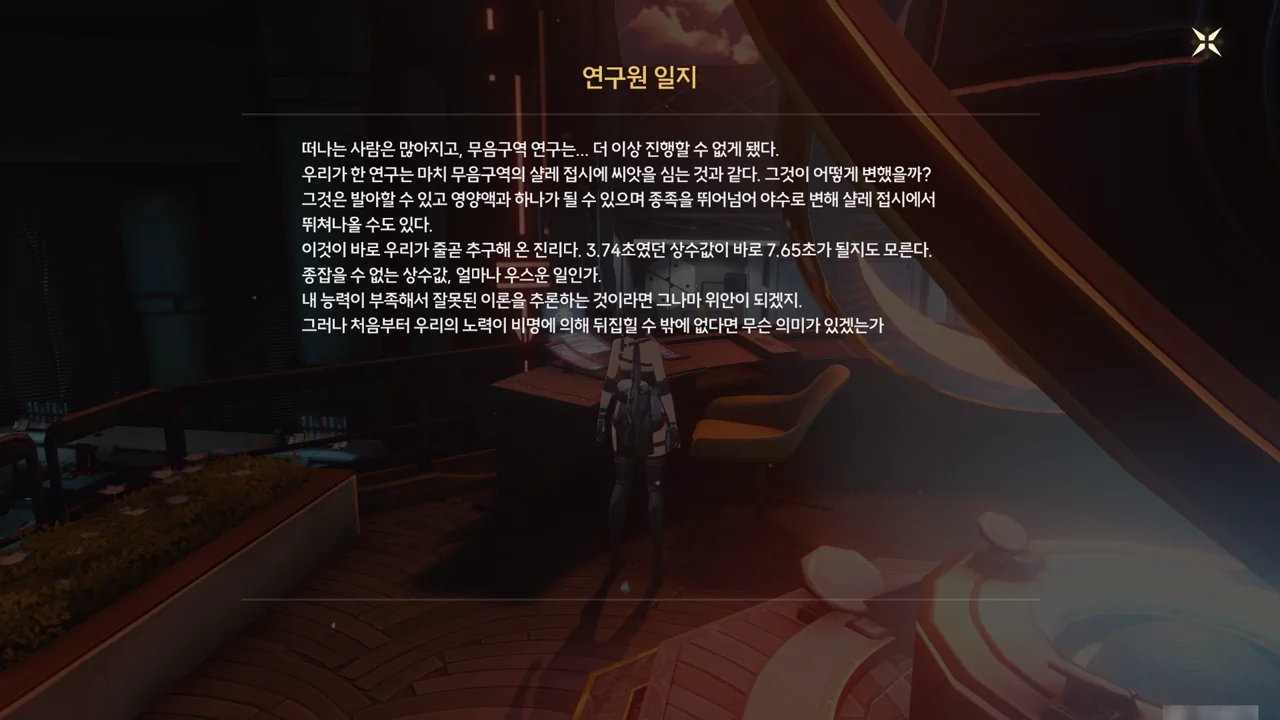 연구원 일지
떠나는 사람은 많아지고, 무음구역 연구는... 더 이상 진행할 수 없게 됐다.
우리가 한 연구는 마치 무음구역의 샬레 접시에 씨앗을 심는 것과 같다. 그것이 어떻게 변했을까?
그것은 발아할 수 있고 영양액과 하나가 될 수 있으며 종족을 뛰어넘어 야수로 변해 샬레 접시에서
뛰쳐나올 수도 있다.
이것이 바로 우리가 줄곧 추구해 온 진리다. 3.74초였던 상수값이 바로 7.65초가 될지도 모른다.
종잡을 수 없는 상수값, 얼마나 우스운 일인가.
내 능력이 부족해서 잘못된 이론을 추론하는 것이라면 그나마 위안이 되겠지.
그러나 처음부터 우리의 노력이 비명에 의해 뒤집힐 수 밖에 없다면 무슨 의미가 있겠는가